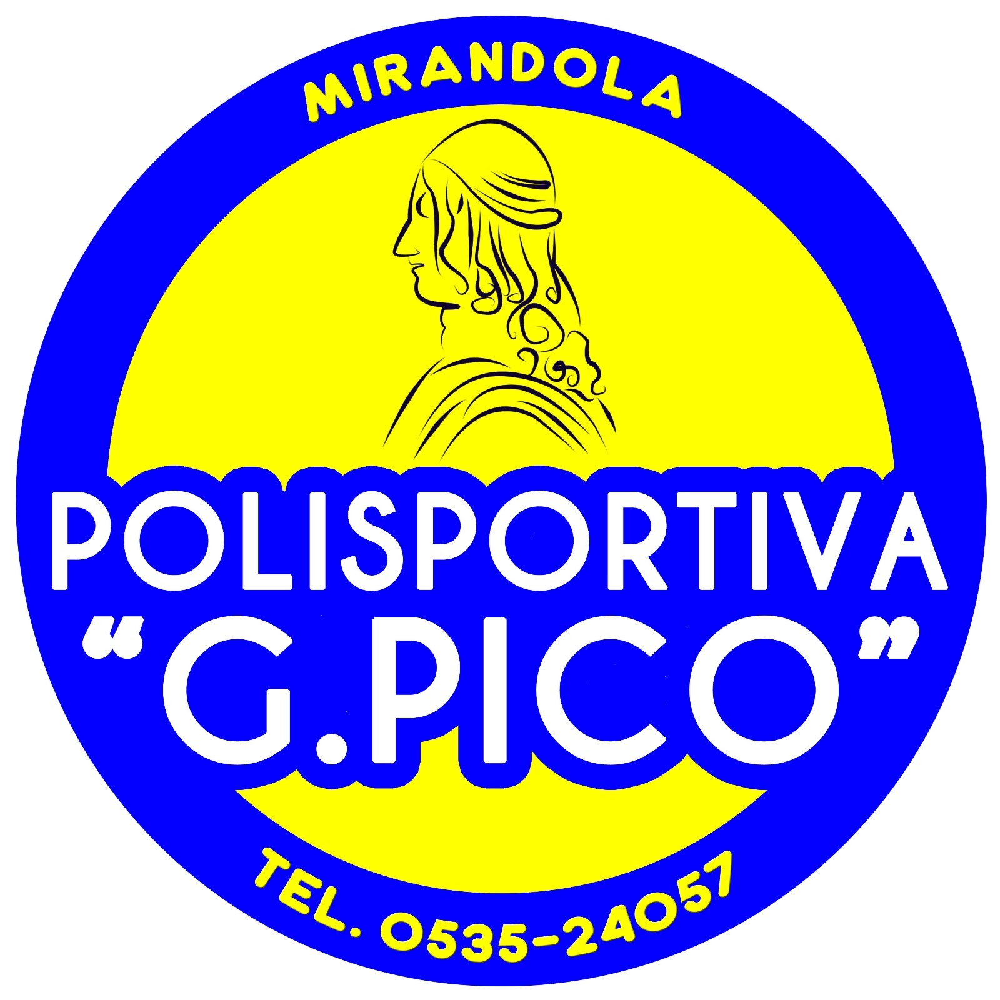 MIRANDOLA
POLISPORTIVA
“G.PICO”
TEL. 0535-24057